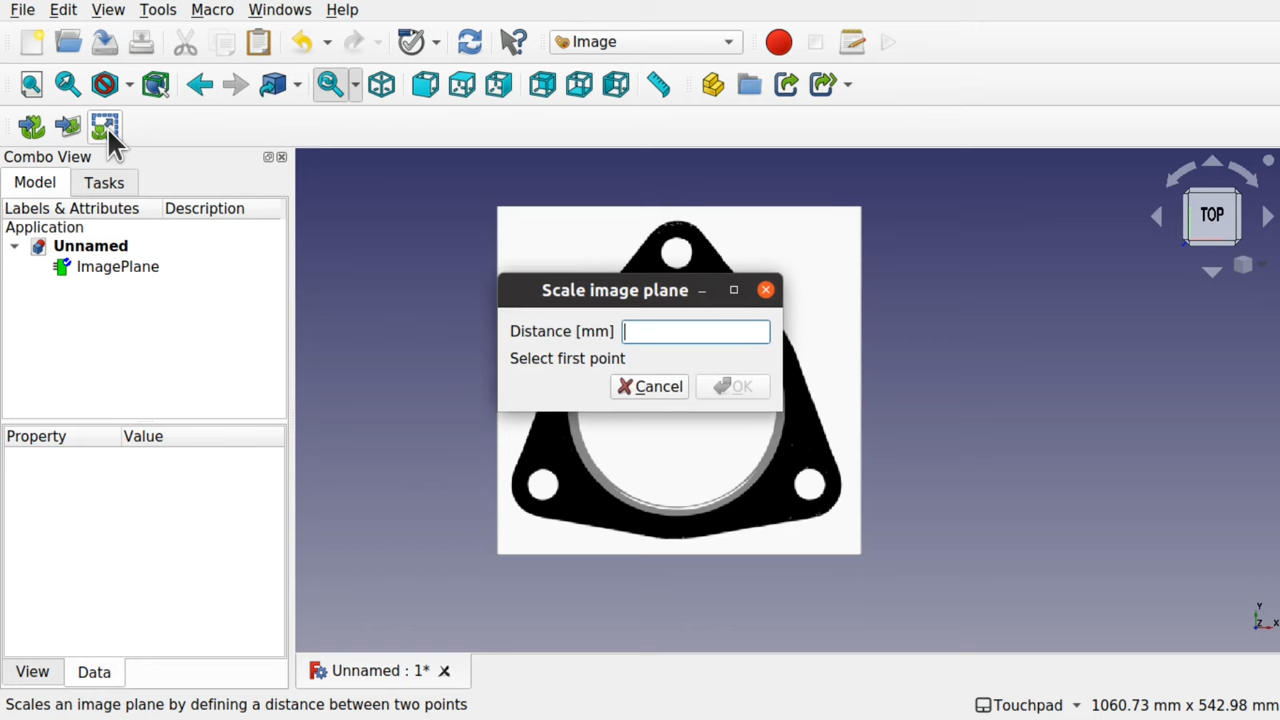 File Edit View Tools Macro Windows Help
Image
Combo View
Model Tasks
Labels & Attributes Description
Application
Unnamed
ImagePlane
TOP
Scale image plane
Distance [mm]
Select first point
Cancel OK
Property Value
Y
Z X
View Data
Unnamed : 1*
Scales an image plane by defining a distance between two points
Touchpad 1060.73 mm x 542.98 mm